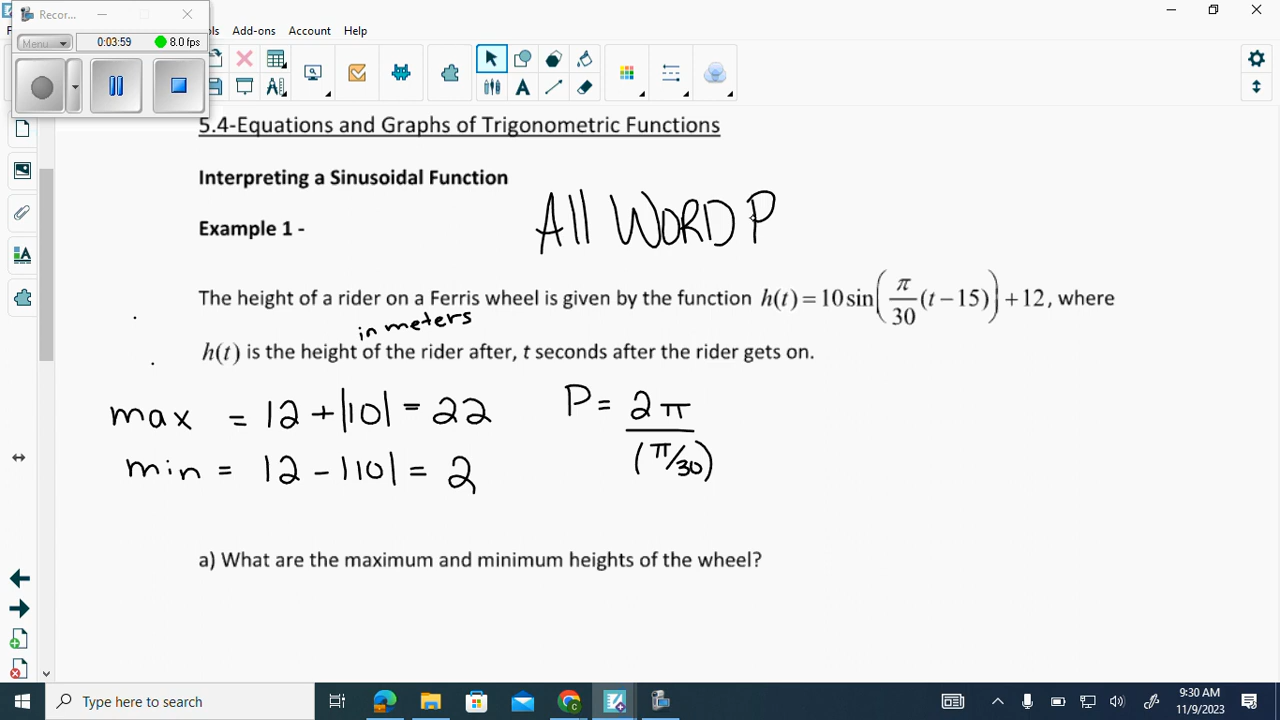 Recor...
Menu
0:03:59
8.0 fps
ls Add-ons Account Help
5.4-Equations and Graphs of Trigonometric Functions
Interpreting a Sinusoidal Function
Example 1 -
All WORD P
The height of a rider on a Ferris wheel is given by the function h(t) = 10 sin(π/30 (t − 15)) + 12, where
in meters
h(t) is the height of the rider after, t seconds after the rider gets on.
max = 12 + |10| = 22
min = 12 - |10| = 2
P = 2π / (π/30)
a) What are the maximum and minimum heights of the wheel?
Type here to search
9:30 AM
11/9/2023